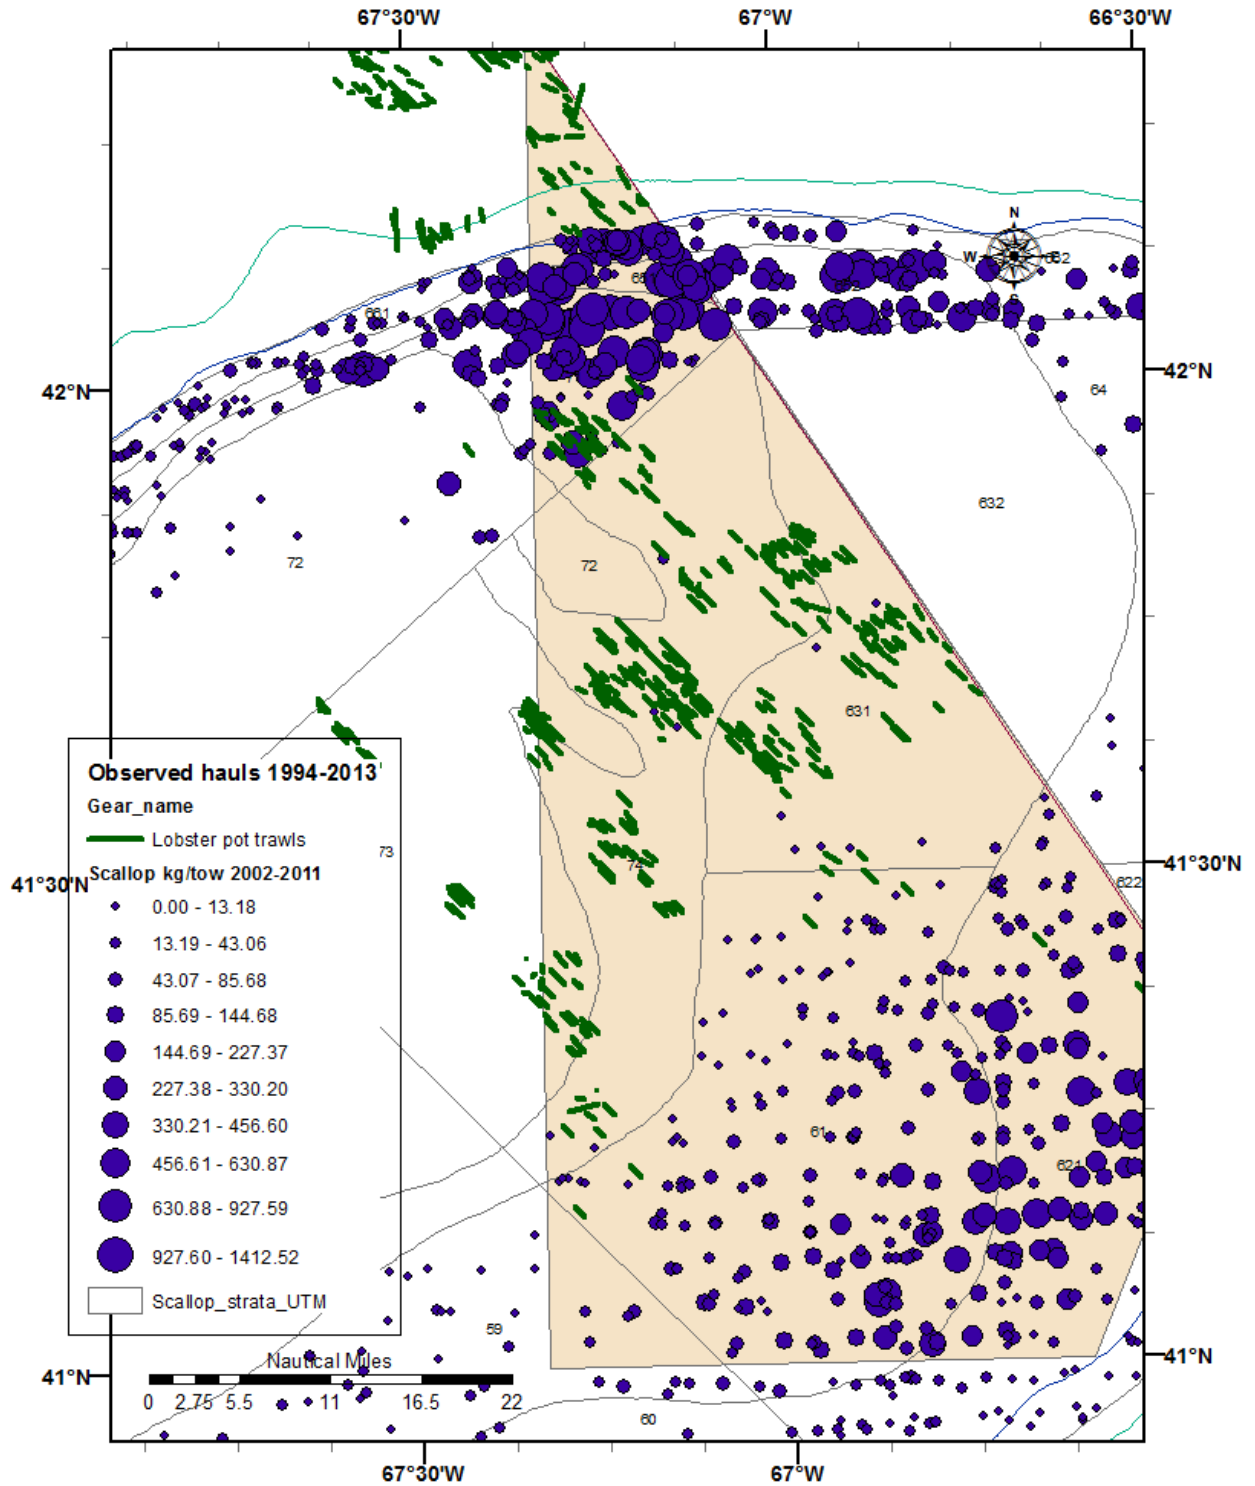 67°30'W 67°W 66°30'W
N
W
S
42°N
42°N
64
632
661
72
72
631
Observed hauls 1994-2013
Gear_name
Lobster pot trawls
Scallop kg/tow 2002-2011
0.00 - 13.18
13.19 - 43.06
43.07 - 85.68
85.69 - 144.68
144.69 - 227.37
227.38 - 330.20
330.21 - 456.60
456.61 - 630.87
630.88 - 927.59
927.60 - 1412.52
Scallop_strata_UTM
73
74
41°30'N
41°30'N
622
61
621
59
Nautical Miles
0 2.75 5.5 11 16.5 22
41°N
41°N
60
67°30'W 67°W